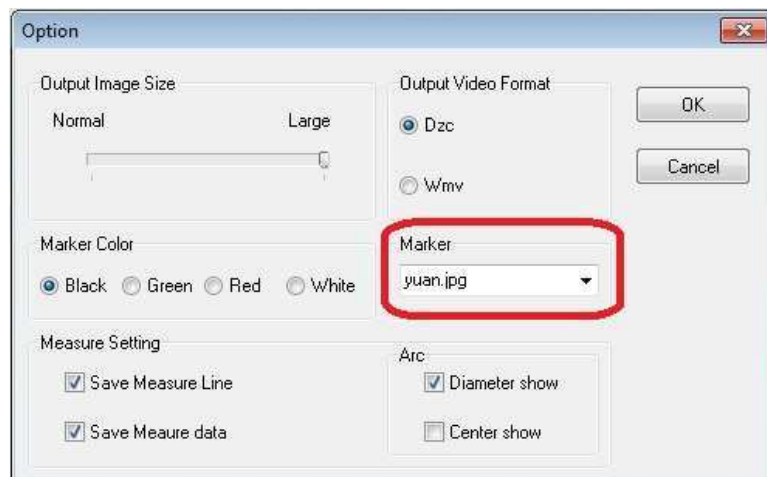 Option
Output Image Size
Normal Large
Output Video Format
Dzc
Wmv
OK
Cancel
Marker Color
Black Green Red White
Marker
yuan.jpg
Measure Setting
Save Measure Line
Save Meaure data
Arc
Diameter show
Center show